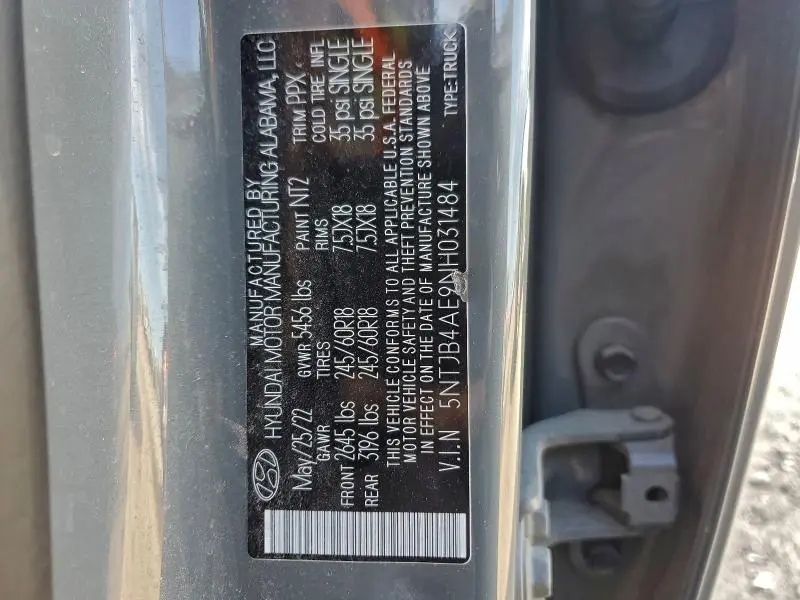 MANUFACTURED BY
HYUNDAI MOTOR MANUFACTURING ALABAMA, LLC
May/25/22 GVWR 5456 lbs PAINT NT2 TRIM PPX
GAWR TIRES RIMS COLD TIRE INFL
FRONT 2645 lbs 245/60R18 7.5JX18 35 psi SINGLE
REAR 3196 lbs 245/60R18 7.5JX18 35 psi SINGLE
THIS VEHICLE CONFORMS TO ALL APPLICABLE U.S.A. FEDERAL
MOTOR VEHICLE SAFETY AND THEFT PREVENTION STANDARDS
IN EFFECT ON THE DATE OF MANUFACTURE SHOWN ABOVE
V.I.N 5NTJB4AE9NH031484 TYPE:TRUCK